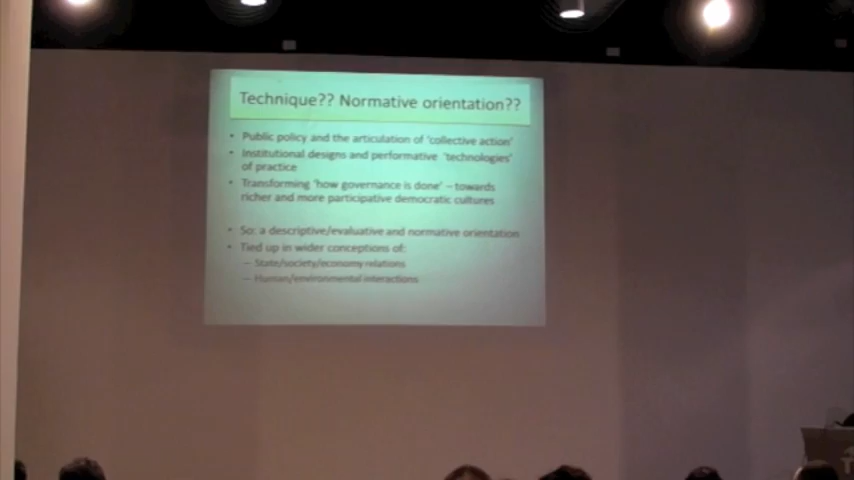 Technique?? Normative orientation??
• Public policy and the articulation of 'collective action'
• Institutional designs and performative 'technologies'
of practice
• Transforming 'how governance is done' – towards
richer and more participative democratic cultures
• So: a descriptive/evaluative and normative orientation
• Tied up in wider conceptions of:
– State/society/economy relations
– Human/environmental interactions